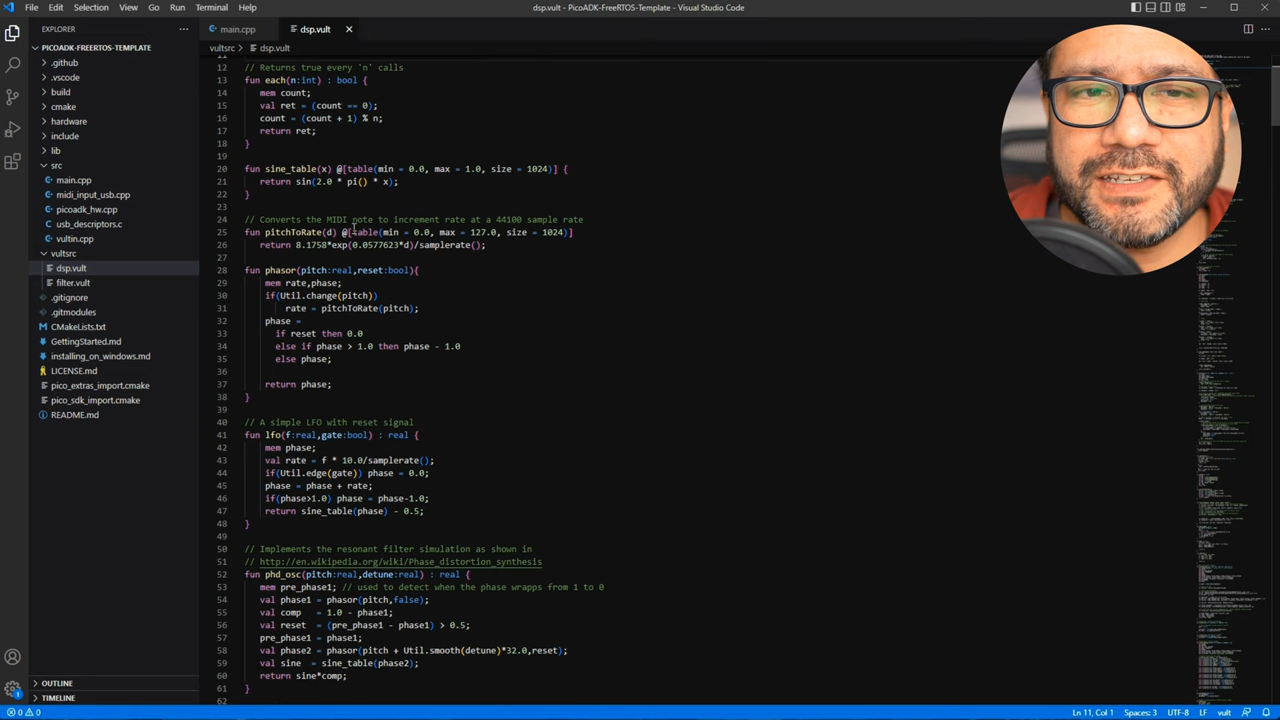 File Edit Selection View Go Run Terminal Help
dsp.vult - PicoADK-FreeRTOS-Template - Visual Studio Code
EXPLORER
PICOADK-FREERTOS-TEMPLATE
.github
.vscode
build
cmake
hardware
include
lib
src
main.cpp
midi_input_usb.cpp
picoadk_hw.cpp
usb_descriptors.c
vultin.cpp
vultsrc
dsp.vult
filter.vult
.gitignore
.gitmodules
CMakeLists.txt
GettingStarted.md
installing_on_windows.md
LICENSE.md
pico_extras_import.cmake
pico_sdk_import.cmake
README.md
OUTLINE
TIMELINE
main.cpp
dsp.vult
vultsrc > dsp.vult
11
12 // Returns true every 'n' calls
13 fun each(n:int) : bool {
14 mem count;
15 val ret = (count == 0);
16 count = (count + 1) % n;
17 return ret;
18 }
19
20 fun sine_table(x) @[table(min = 0.0, max = 1.0, size = 1024)] {
21 return sin(2.0 * pi() * x);
22 }
23
24 // Converts the MIDI note to increment rate at a 44100 sample rate
25 fun pitchToRate(d) @[table(min = 0.0, max = 127.0, size = 1024)]
26 return 8.1758*exp(0.0577623*d)/samplerate();
27
28 fun phasor(pitch:real,reset:bool){
29 mem rate,phase;
30 if(Util.change(pitch))
31 rate = pitchToRate(pitch);
32 phase =
33 if reset then 0.0
34 else if phase > 1.0 then phase - 1.0
35 else phase;
36
37 return phase;
38 }
39
40 // A simple LFO with reset signal
41 fun lfo(f:real,gate:bool) : real {
42 mem phase;
43 val rate = f * 10.0/samplerate();
44 if(Util.edge(gate)) phase = 0.0;
45 phase = phase + rate;
46 if(phase>1.0) phase = phase-1.0;
47 return sine_table(phase) - 0.5;
48 }
49
50 // Implements the resonant filter simulation as shown in
51 // http://en.wikipedia.org/wiki/Phase_distortion_synthesis
52 fun phd_osc(pitch:real,detune:real) : real {
53 mem pre_phase1; // used to detect when the phase wrapps from 1 to 0
54 val phase1 = phasor(pitch,false);
55 val comp = 1.0 - phase1;
56 val reset = (pre_phase1 - phase1) > 0.5;
57 pre_phase1 = phase1;
58 val phase2 = phasor(pitch + Util.smooth(detune)*5.0,reset);
59 val sine = sine_table(phase2);
60 return sine*comp;
61 }
62
1
0 0
Ln 11, Col 1 Spaces: 3 UTF-8 LF vult